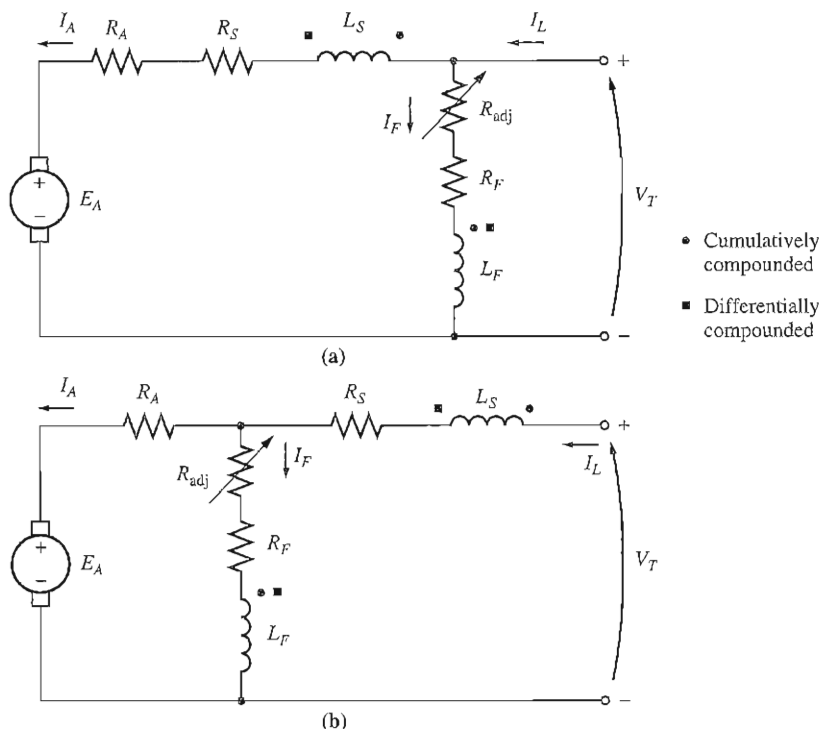 I_A
R_A
R_S
L_S
I_L
+
I_F
R_adj
+
−
E_A
R_F
L_F
V_T
Cumulatively
compounded
Differentially
compounded
−
(a)
I_A
R_A
R_S
L_S
+
R_adj
I_F
I_L
+
−
E_A
R_F
L_F
V_T
−
(b)